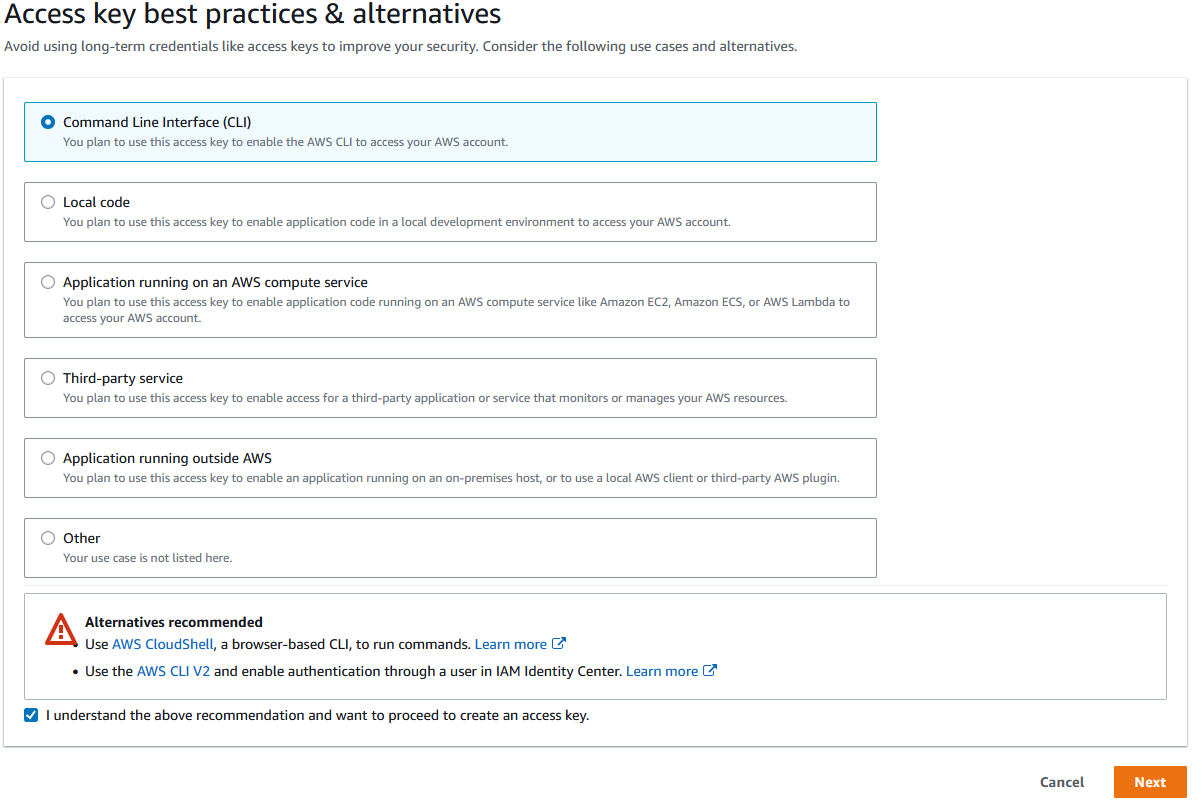 Access key best practices & alternatives
Avoid using long-term credentials like access keys to improve your security. Consider the following use cases and alternatives.
Command Line Interface (CLI)
You plan to use this access key to enable the AWS CLI to access your AWS account.
Local code
You plan to use this access key to enable application code in a local development environment to access your AWS account.
Application running on an AWS compute service
You plan to use this access key to enable application code running on an AWS compute service like Amazon EC2, Amazon ECS, or AWS Lambda to
access your AWS account.
Third-party service
You plan to use this access key to enable access for a third-party application or service that monitors or manages your AWS resources.
Application running outside AWS
You plan to use this access key to enable an application running on an on-premises host, or to use a local AWS client or third-party AWS plugin.
Other
Your use case is not listed here.
Alternatives recommended
• Use AWS CloudShell, a browser-based CLI, to run commands. Learn more
• Use the AWS CLI V2 and enable authentication through a user in IAM Identity Center. Learn more
I understand the above recommendation and want to proceed to create an access key.
Cancel Next